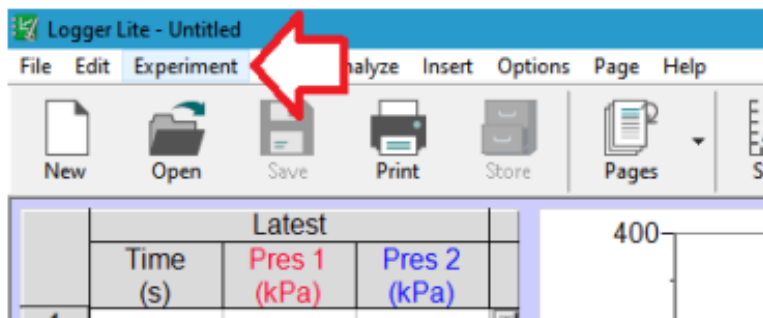 Logger Lite - Untitled
File Edit Experiment Insert Options Page Help
New Open Save Print Store Pages
Latest
Time Pres 1 Pres 2
(s) (kPa) (kPa)
400